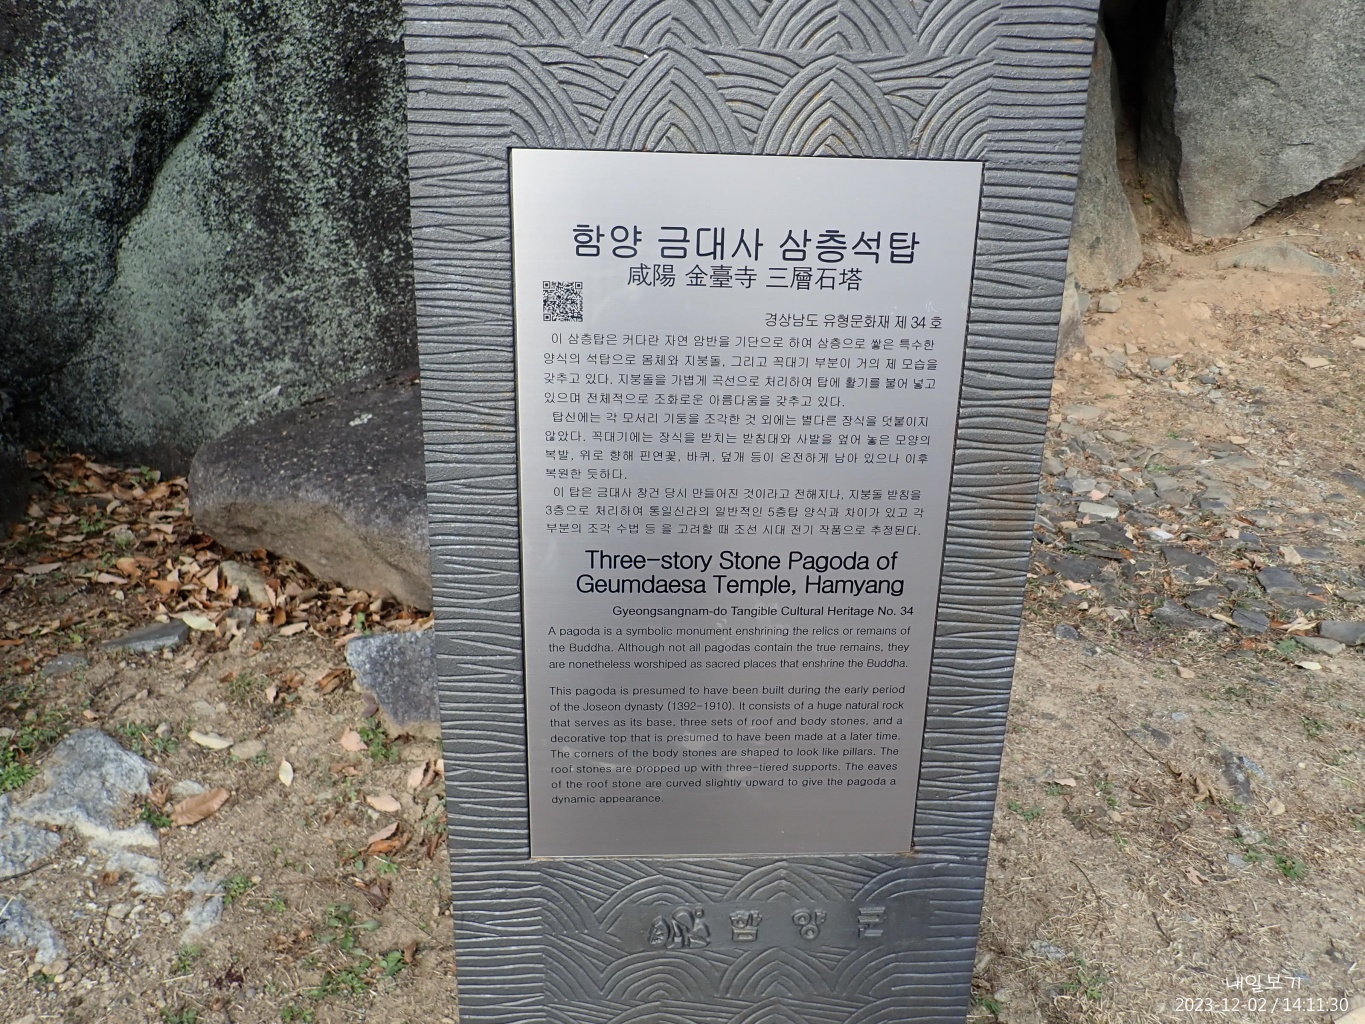 함양 금대사 삼층석탑
咸陽 金臺寺 三層石塔
경상남도 유형문화재 제 34 호
이 삼층탑은 커다란 자연 암반을 기단으로 하여 삼층으로 쌓은 특수한
양식의 석탑으로 몸체와 지붕돌, 그리고 꼭대기 부분이 거의 제 모습을
갖추고 있다. 지붕돌을 가볍게 곡선으로 처리하여 탑에 활기를 불어 넣고
있으며 전체적으로 조화로운 아름다움을 갖추고 있다.
탑신에는 각 모서리 기둥을 조각한 것 외에는 별다른 장식을 덧붙이지
않았다. 꼭대기에는 장식을 받치는 받침대와 사발을 엎어 놓은 모양의
복발, 위로 향해 핀연꽃, 바퀴, 덮개 등이 온전하게 남아 있으나 이후
복원한 듯하다.
이 탑은 금대사 창건 당시 만들어진 것이라고 전해지나, 지붕돌 받침을
3층으로 처리하여 통일신라의 일반적인 5층탑 양식과 차이가 있고 각
부분의 조각 수법 등 을 고려할 때 조선 시대 전기 작품으로 추정된다.
Three-story Stone Pagoda of
Geumdaesa Temple, Hamyang
Gyeongsangnam-do Tangible Cultural Heritage No. 34
A pagoda is a symbolic monument enshrining the relics or remains of
the Buddha. Although not all pagodas contain the true remains, they
are nonetheless worshiped as sacred places that enshrine the Buddha.
This pagoda is presumed to have been built during the early period
of the Joseon dynasty (1392-1910). It consists of a huge natural rock
that serves as its base, three sets of roof and body stones, and a
decorative top that is presumed to have been made at a later time.
The corners of the body stones are shaped to look like pillars. The
roof stones are propped up with three-tiered supports. The eaves
of the roof stone are curved slightly upward to give the pagoda a
dynamic appearance.
함양군
내일보기
2023-12-02 / 14:11:30